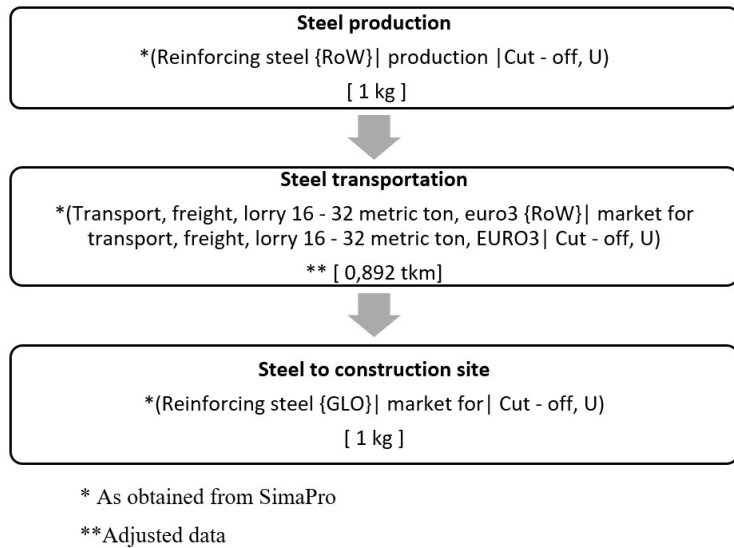 Steel production
*(Reinforcing steel {RoW}| production |Cut - off, U)
[ 1 kg ]
Steel transportation
*(Transport, freight, lorry 16 - 32 metric ton, euro3 {RoW}| market for
transport, freight, lorry 16 - 32 metric ton, EURO3| Cut - off, U)
** [ 0,892 tkm]
Steel to construction site
*(Reinforcing steel {GLO}| market for| Cut - off, U)
[ 1 kg ]
* As obtained from SimaPro
**Adjusted data